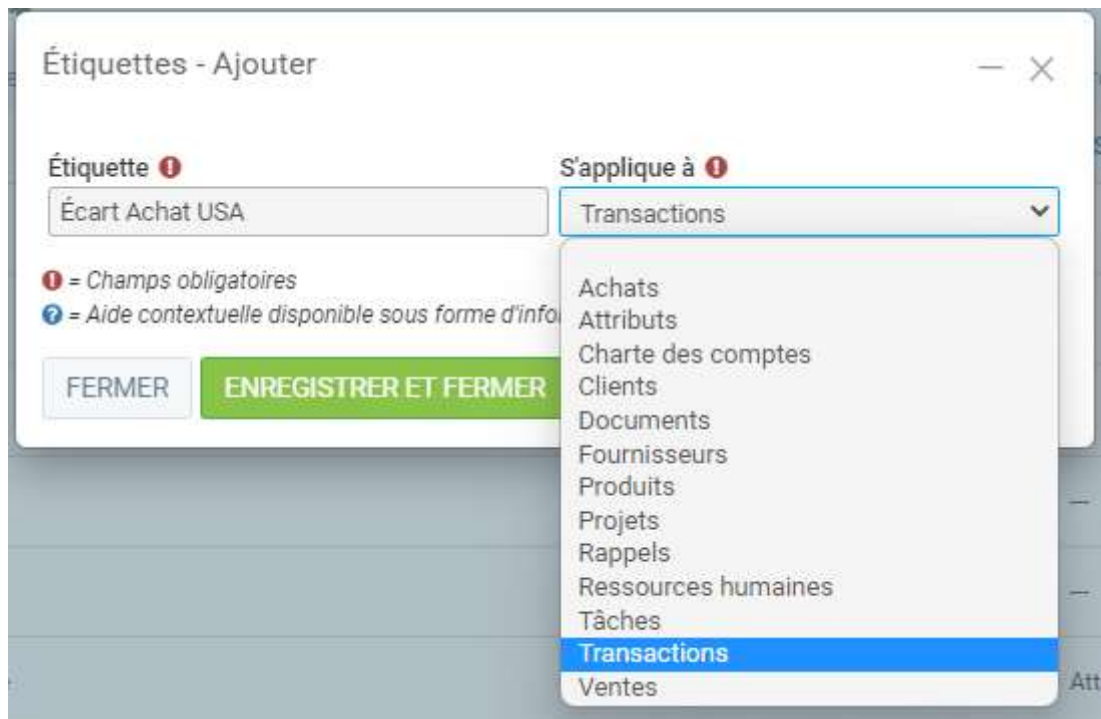 Étiquettes - Ajouter
Étiquette
S'applique à
Écart Achat USA
Transactions
= Champs obligatoires
= Aide contextuelle disponible sous forme
FERMER
ENREGISTRER ET FERMER
Achats
Attributs
Charte des comptes
Clients
Documents
Fournisseurs
Produits
Projets
Rappels
Ressources humaines
Tâches
Transactions
Ventes